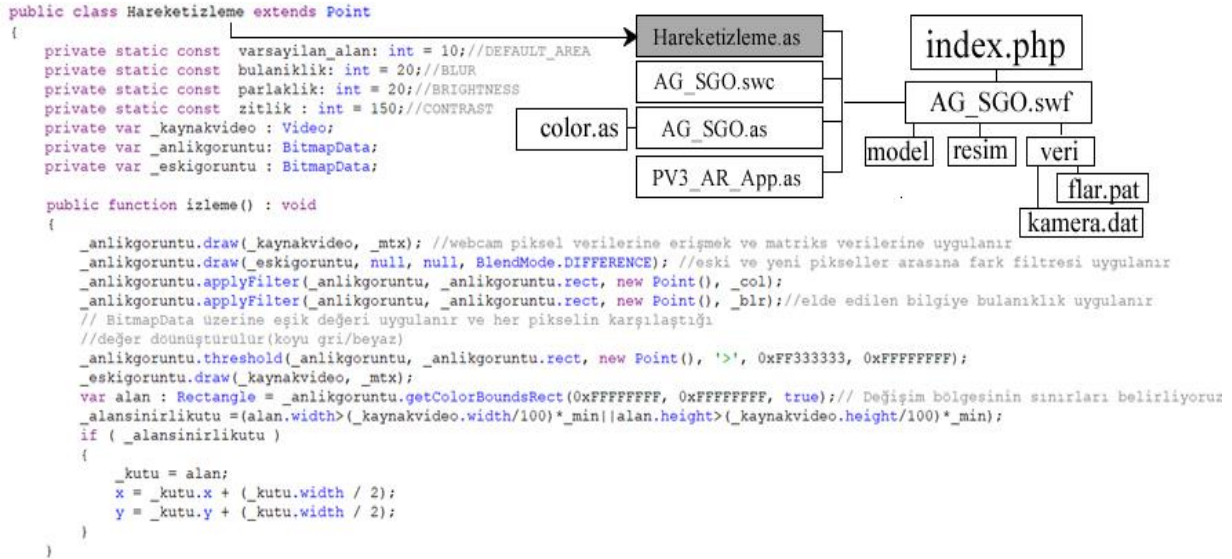 public class Hareketizleme extends Point
{
private static const varsayilan_alan: int = 10;//DEFAULT_AREA
private static const bulaniklik: int = 20;//BLUR
private static const parlaklik: int = 20;//BRIGHTNESS
private static const zitlik : int = 150;//CONTRAST
private var _kaynakvideo : Video;
private var _anlikgoruntu: BitmapData;
private var _eskigoruntu : BitmapData;
public function izleme() : void
{
_anlikgoruntu.draw(_kaynakvideo, _mtx); //webcam piksel verilerine erişmek ve matriks verilerine uygulanır
_anlikgoruntu.draw(_eskigoruntu, null, null, BlendMode.DIFFERENCE); //eski ve yeni pikseller arasına fark filtresi uygulanır
_anlikgoruntu.applyFilter(_anlikgoruntu, _anlikgoruntu.rect, new Point(), _col);
_anlikgoruntu.applyFilter(_anlikgoruntu, _anlikgoruntu.rect, new Point(), _blr);//elde edilen bilgiye bulanıklık uygulanır
// BitmapData üzerine eşik değeri uygulanır ve her pikselin karşılaştığı
//değer döünüştürülür(koyu gri/beyaz)
_anlikgoruntu.threshold(_anlikgoruntu, _anlikgoruntu.rect, new Point(), '>', 0xFF333333, 0xFFFFFFFF);
_eskigoruntu.draw(_kaynakvideo, _mtx);
var alan : Rectangle = _anlikgoruntu.getColorBoundsRect(0xFFFFFFFF, 0xFFFFFFFF, true);// Değişim bölgesinin sınırları belirliyoruz
_alansinirlikutu =(alan.width>(_kaynakvideo.width/100)*_min||alan.height>(_kaynakvideo.height/100)*_min);
if ( _alansinirlikutu )
{
_kutu = alan;
x = _kutu.x + (_kutu.width / 2);
y = _kutu.y + (_kutu.width / 2);
}
}
Hareketizleme.as
AG_SGO.swc
color.as
AG_SGO.as
PV3_AR_App.as
index.php
AG_SGO.swf
model
resim
veri
flar.pat
kamera.dat